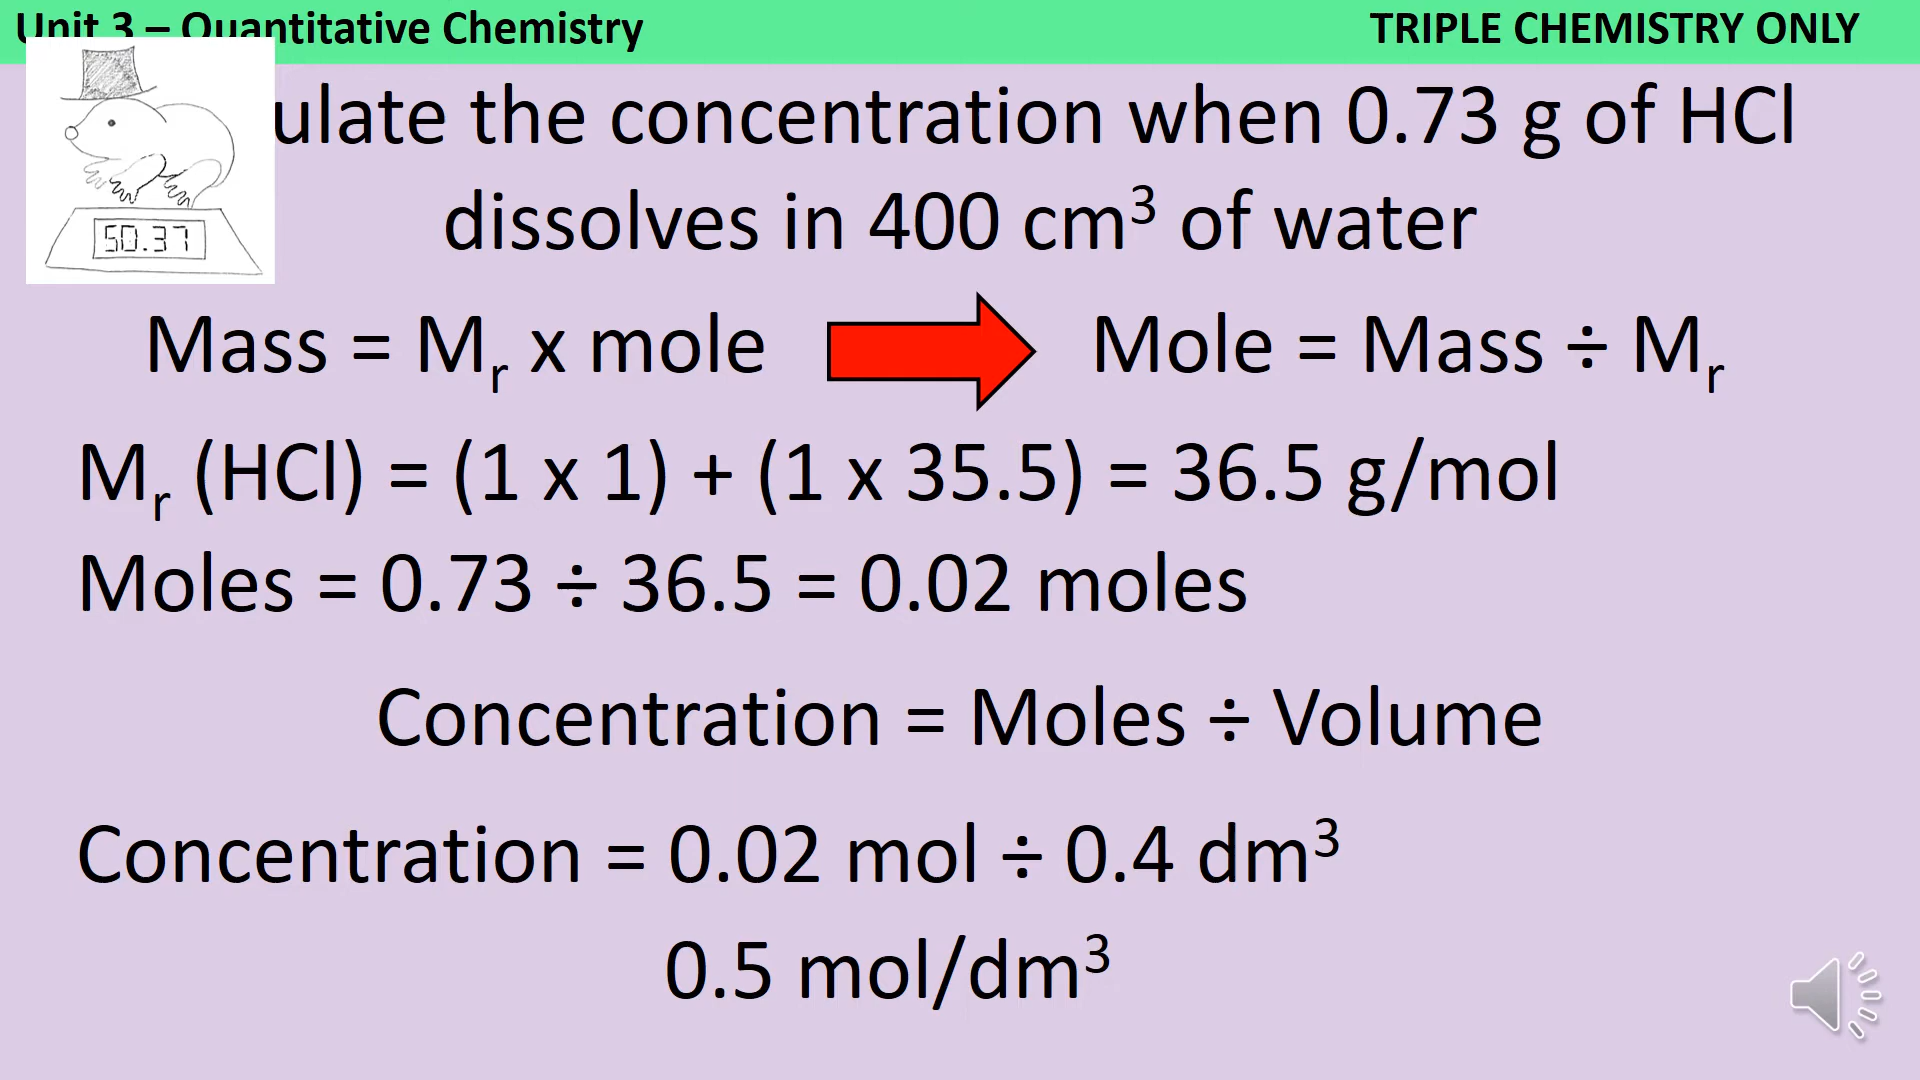 Unit 3 – Quantitative Chemistry
TRIPLE CHEMISTRY ONLY
ulate the concentration when 0.73 g of HCl
dissolves in 400 cm³ of water
50.37
Mass = Mᵣ x mole
Mole = Mass ÷ Mᵣ
Mᵣ (HCl) = (1 x 1) + (1 x 35.5) = 36.5 g/mol
Moles = 0.73 ÷ 36.5 = 0.02 moles
Concentration = Moles ÷ Volume
Concentration = 0.02 mol ÷ 0.4 dm³
0.5 mol/dm³